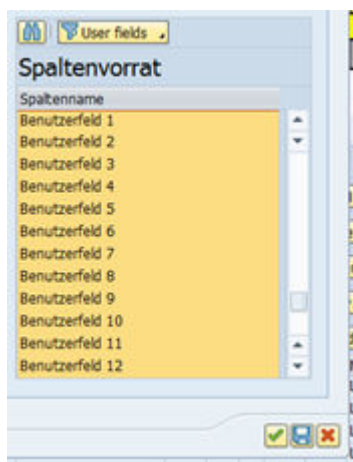 User fields
Spaltenvorrat
Spaltenname
Benutzerfeld 1
Benutzerfeld 2
Benutzerfeld 3
Benutzerfeld 4
Benutzerfeld 5
Benutzerfeld 6
Benutzerfeld 7
Benutzerfeld 8
Benutzerfeld 9
Benutzerfeld 10
Benutzerfeld 11
Benutzerfeld 12